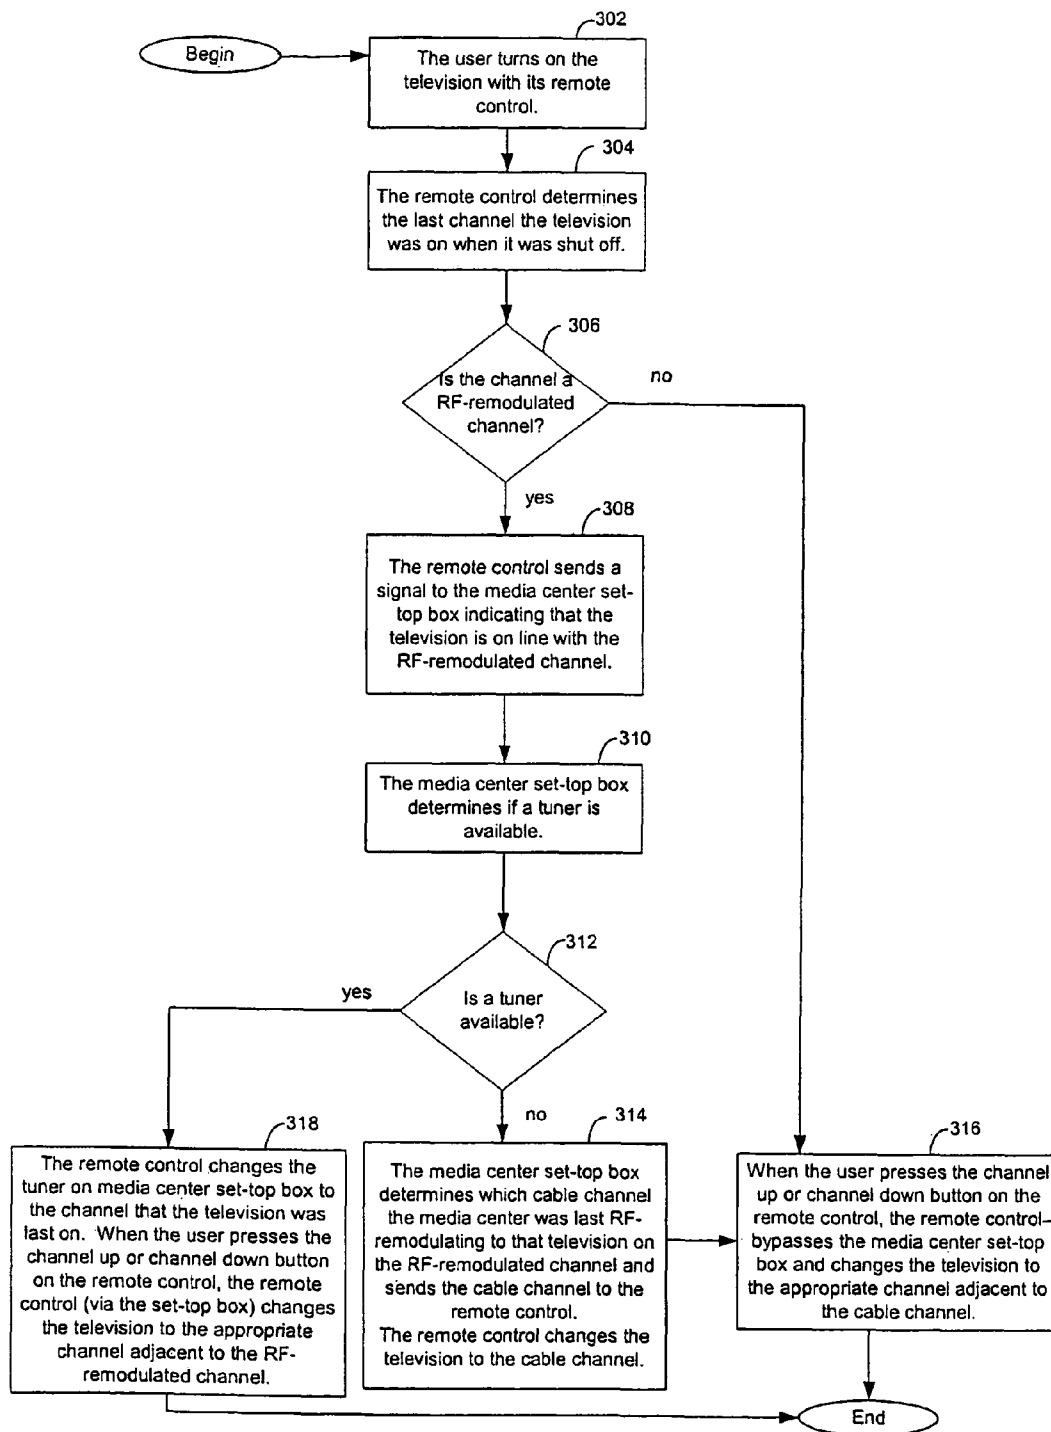 Begin
302
The user turns on the
television with its remote
control.
304
The remote control determines
the last channel the television
was on when it was shut off.
306
Is the channel a
RF-remodulated
channel?
no
yes
308
The remote control sends a
signal to the media center set-
top box indicating that the
television is on line with the
RF-remodulated channel.
310
The media center set-top box
determines if a tuner is
available.
312
Is a tuner
available?
yes
no
318
The remote control changes the
tuner on media center set-top box to
the channel that the television was
last on. When the user presses the
channel up or channel down button
on the remote control, the remote
control (via the set-top box) changes
the television to the appropriate
channel adjacent to the RF-
remodulated channel.
314
The media center set-top box
determines which cable channel
the media center was last RF-
remodulating to that television on
the RF-remodulated channel and
sends the cable channel to the
remote control.
The remote control changes the
television to the cable channel.
316
When the user presses the channel
up or channel down button on the
remote control, the remote control
bypasses the media center set-top
box and changes the television to
the appropriate channel adjacent to
the cable channel.
End